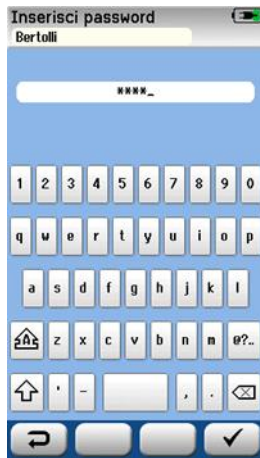 Inserisci password
Bertolli
****_
1 2 3 4 5 6 7 8 9 0
q w e r t y u i o p
a s d f g h j k l
A z x c v b n m @?..
' - , .